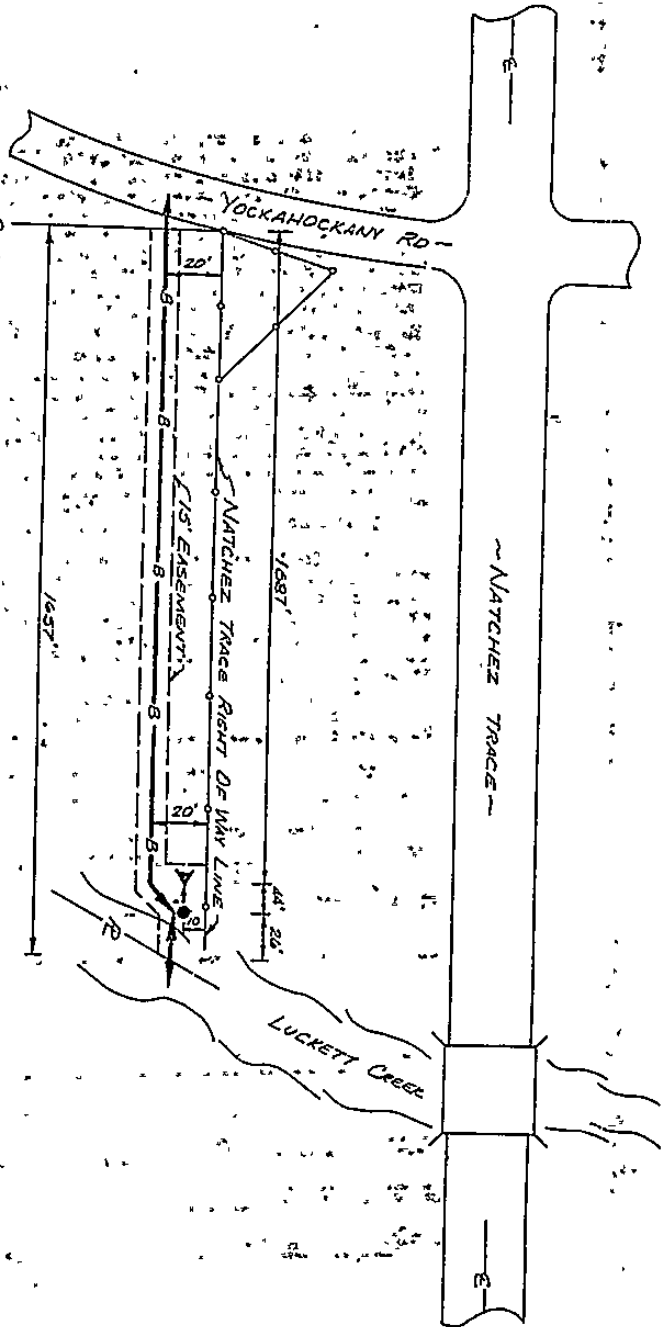 YOCKAHOCKANY RD~
~NATCHEZ TRACE~
20'
B
B
B
B
B
15' EASEMENT
NATCHEZ TRACE RIGHT OF WAY LINE
1687'
1657'
20'
44'
26'
10
LUCKETT CREEK